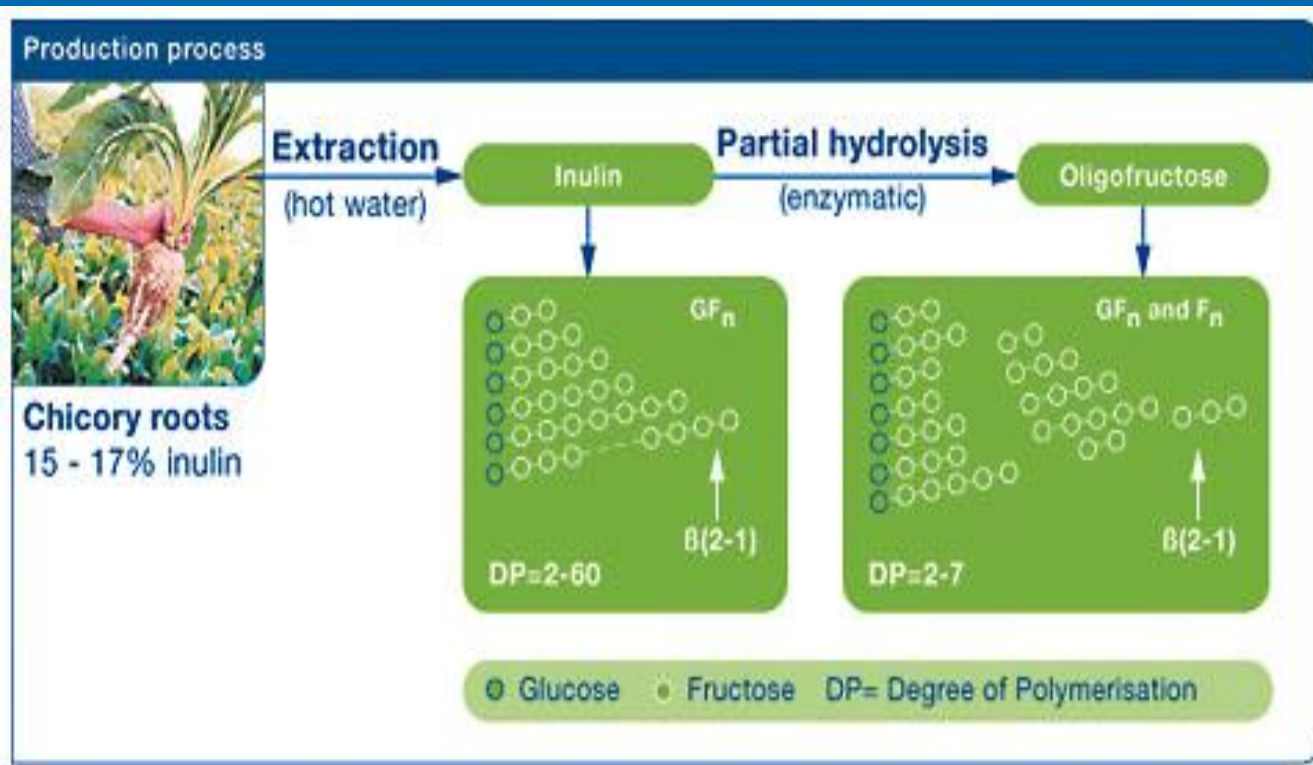 Production process
Extraction
(hot water)
Inulin
Partial hydrolysis
(enzymatic)
Oligofructose
Chicory roots
15 - 17% inulin
GFn
ß(2-1)
DP=2-60
GFn and Fn
ß(2-1)
DP=2-7
Glucose Fructose DP= Degree of Polymerisation